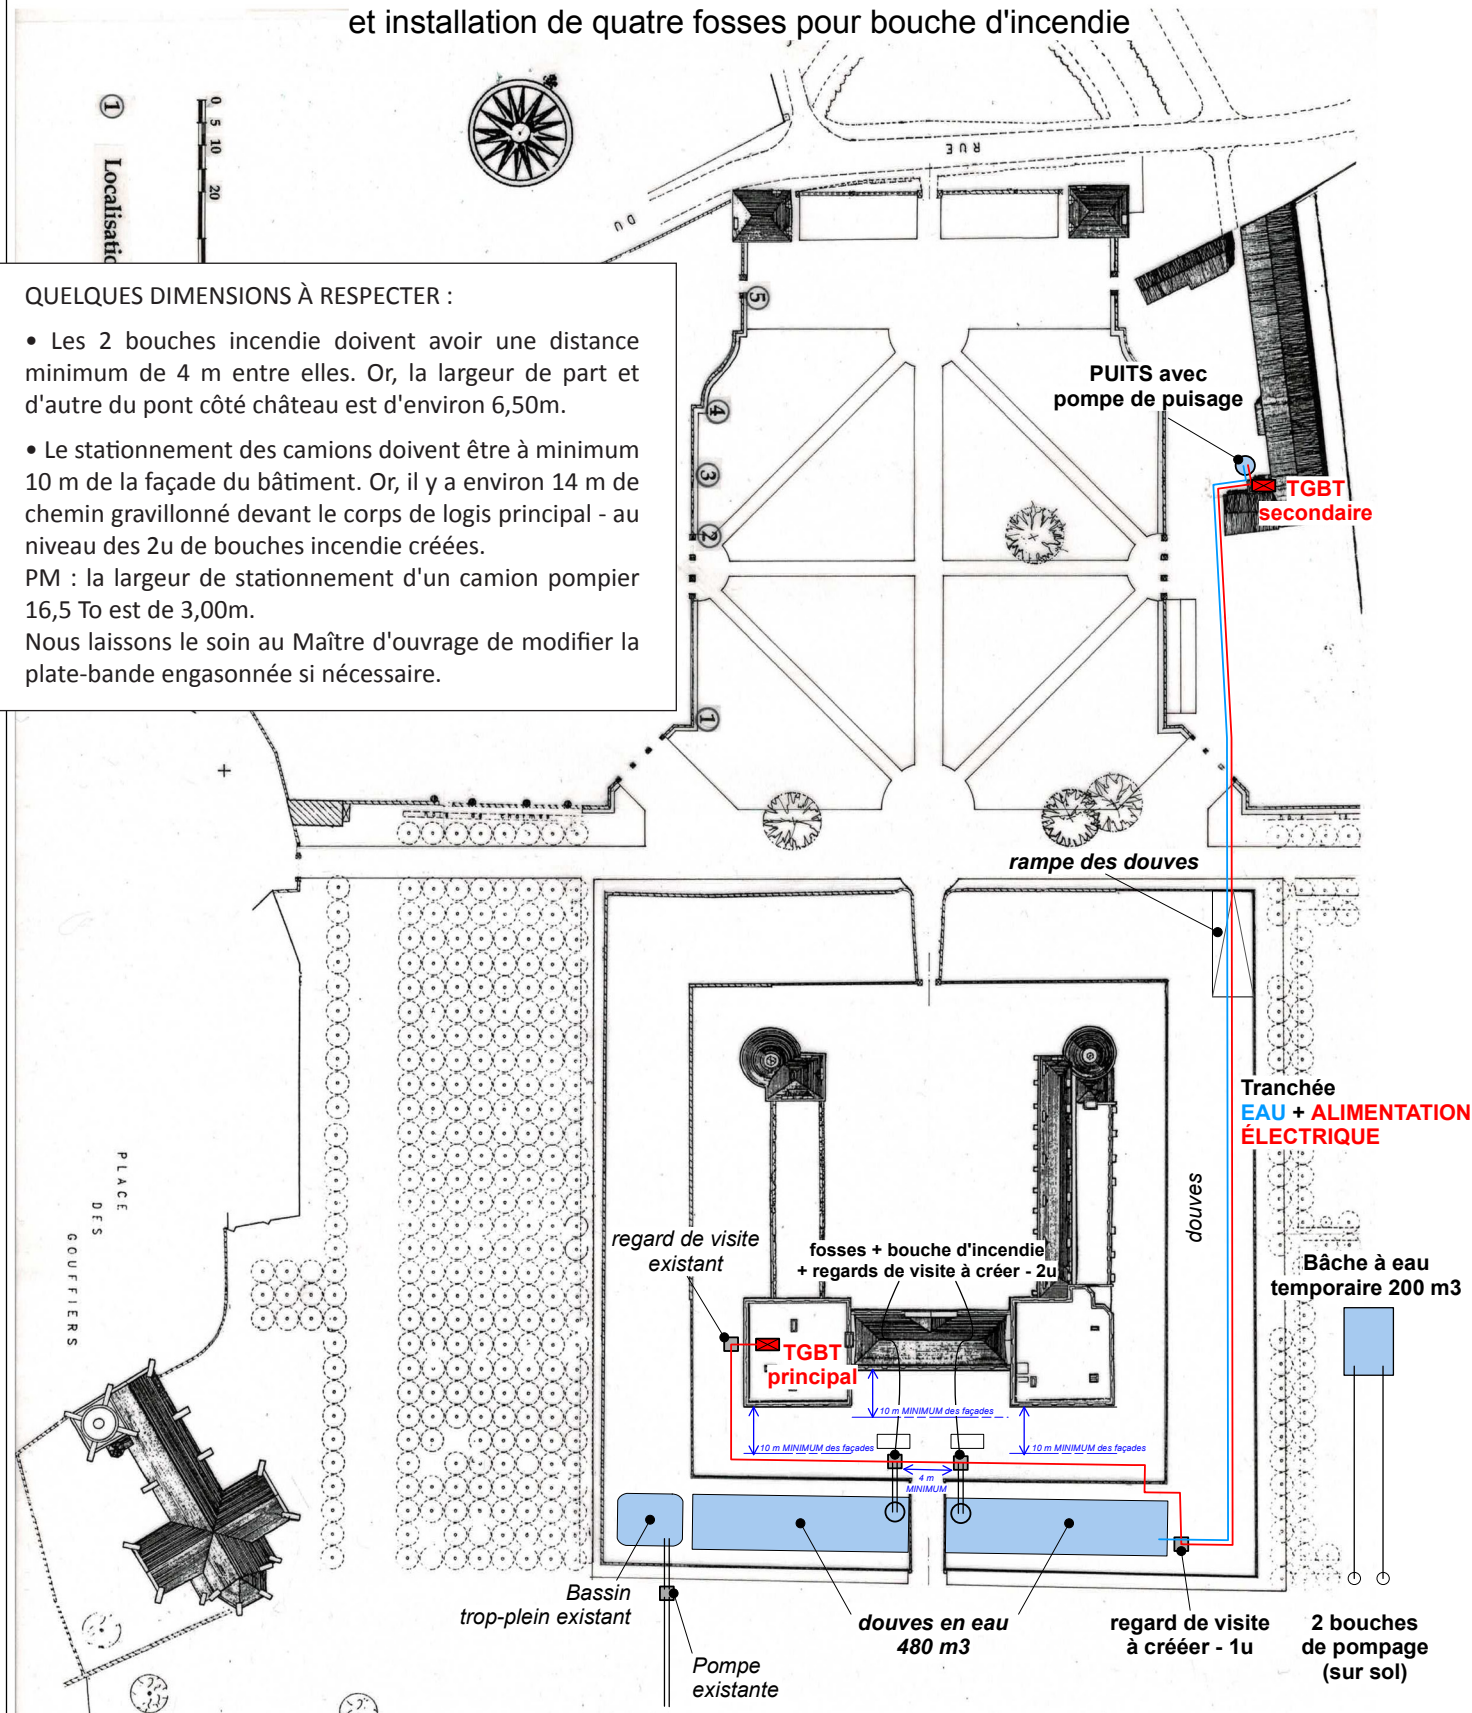 et installation de quatre fosses pour bouche d'incendie
1
Localisatio
0
5
10
20
RUE
DU
QUELQUES DIMENSIONS À RESPECTER :
• Les 2 bouches incendie doivent avoir une distance
minimum de 4 m entre elles. Or, la largeur de part et
d'autre du pont côté château est d'environ 6,50m.
• Le stationnement des camions doivent être à minimum
10 m de la façade du bâtiment. Or, il y a environ 14 m de
chemin gravillonné devant le corps de logis principal - au
niveau des 2u de bouches incendie créées.
PM : la largeur de stationnement d'un camion pompier
16,5 To est de 3,00m.
Nous laissons le soin au Maître d'ouvrage de modifier la
plate-bande engasonnée si nécessaire.
5
4
3
2
1
PUITS avec
pompe de puisage
TGBT
secondaire
rampe des douves
Tranchée
EAU + ALIMENTATION
ÉLECTRIQUE
douves
PLACE
DES
GOUFFIERS
regard de visite
existant
fosses + bouche d'incendie
+ regards de visite à créer - 2u
Bâche à eau
temporaire 200 m3
TGBT
principal
10 m MINIMUM des façades
10 m MINIMUM des façades
10 m MINIMUM des façades
4 m
MINIMUM
Bassin
trop-plein existant
douves en eau
480 m3
regard de visite
à crééer - 1u
2 bouches
de pompage
(sur sol)
Pompe
existante